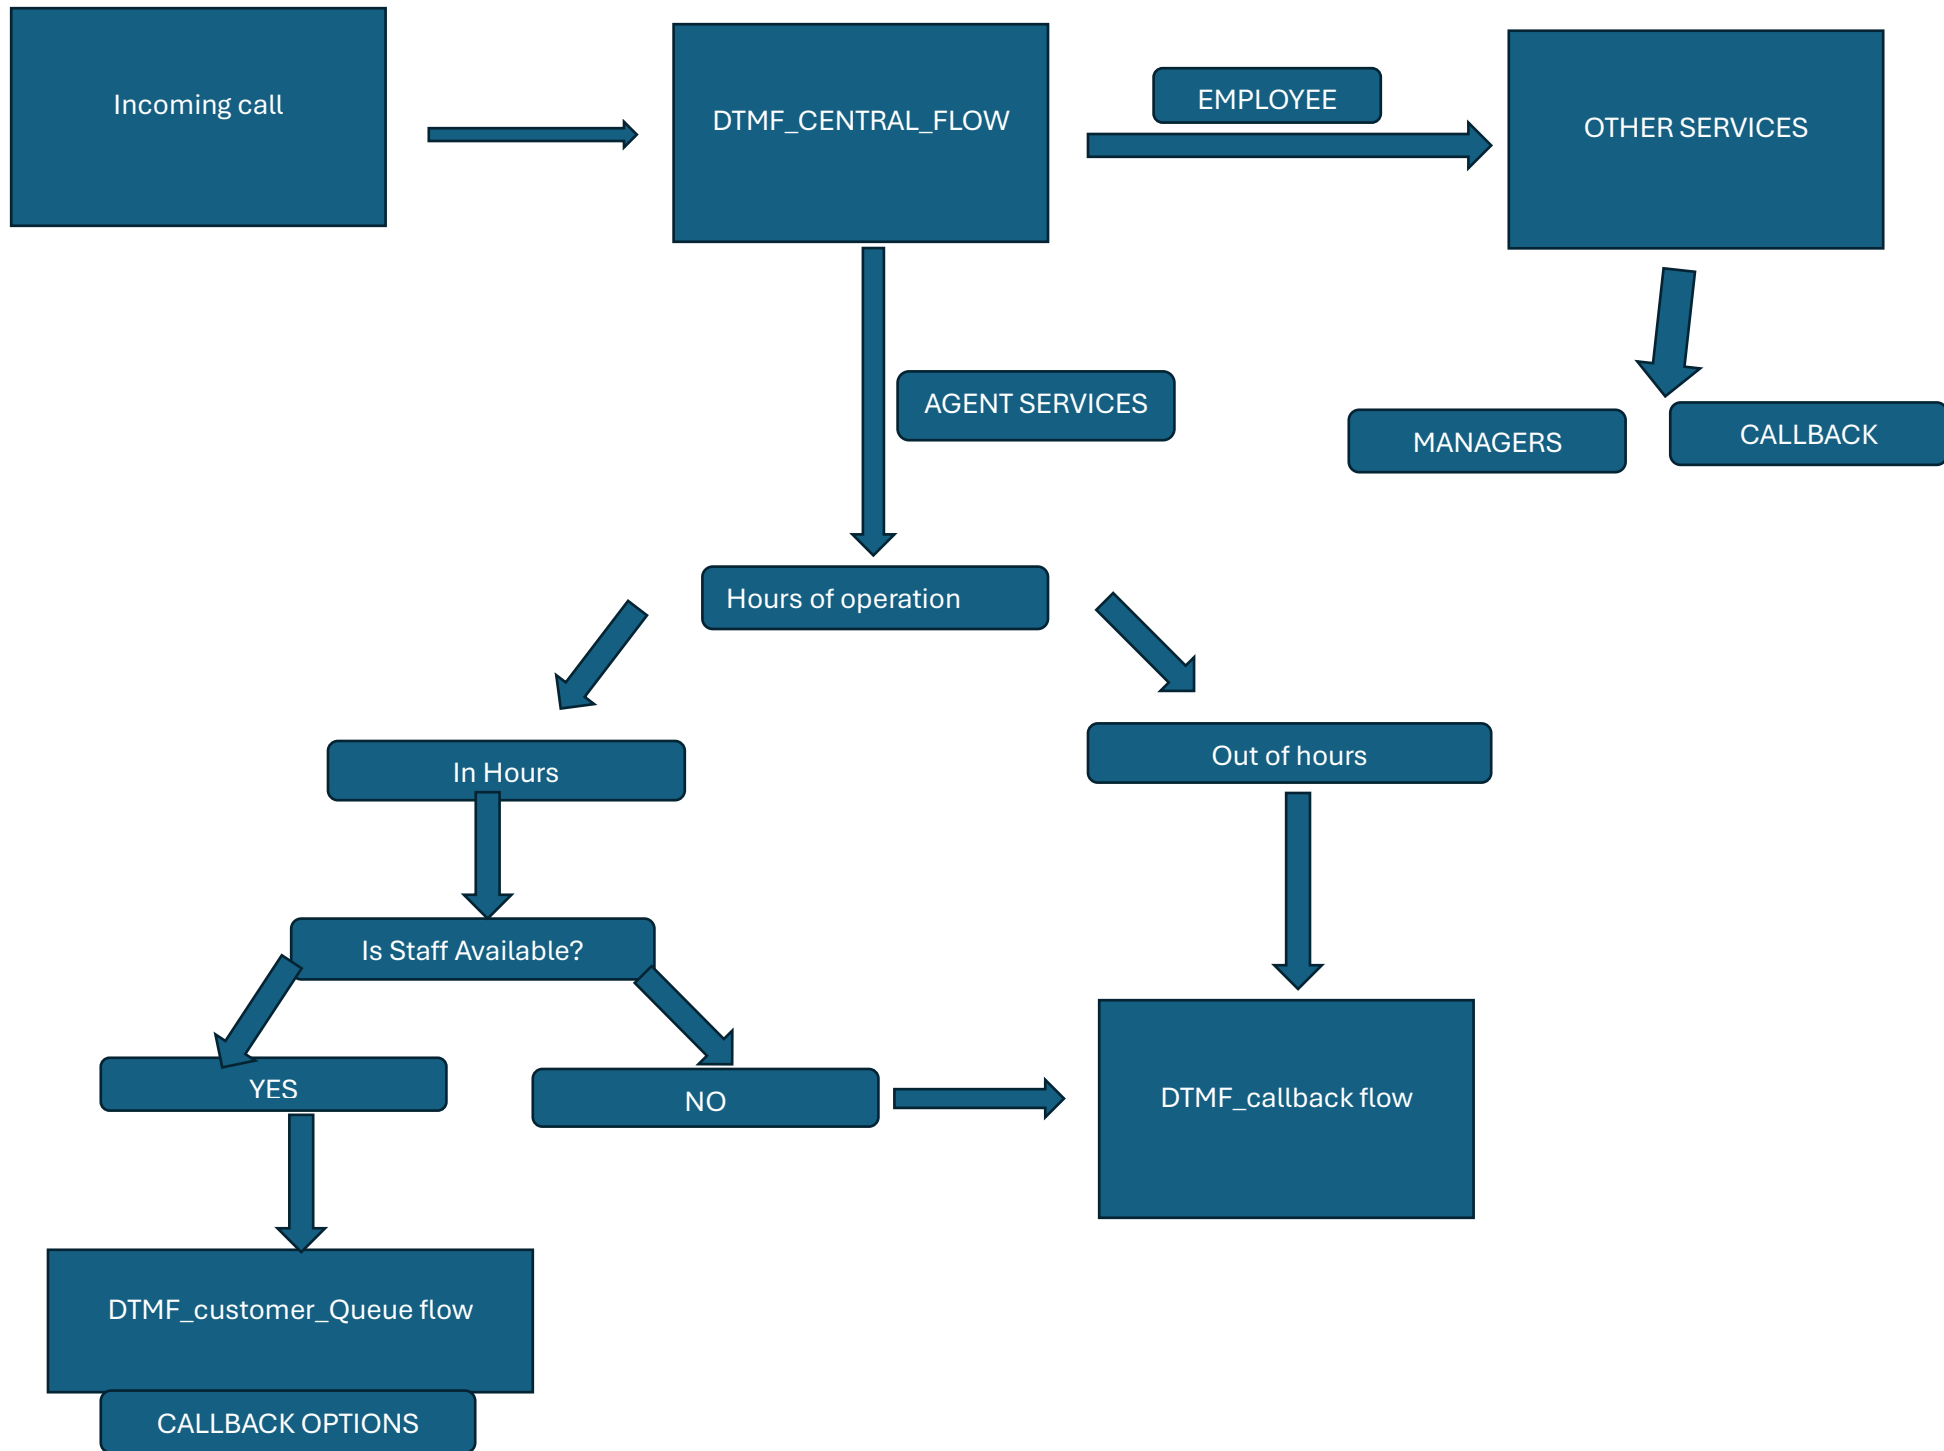 Incoming call
DTMF_CENTRAL_FLOW
EMPLOYEE
OTHER SERVICES
AGENT SERVICES
MANAGERS
CALLBACK
Hours of operation
In Hours
Out of hours
Is Staff Available?
YES
NO
DTMF_callback flow
DTMF_customer_Queue flow
CALLBACK OPTIONS